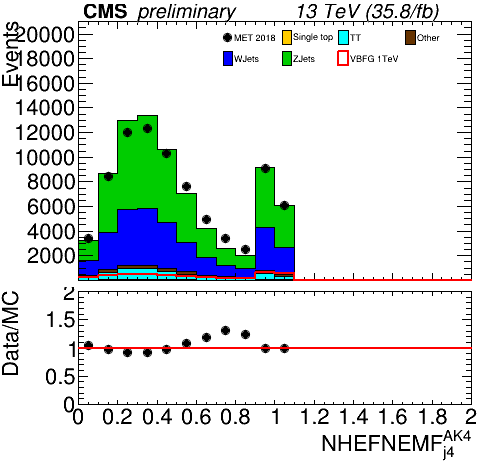 CMS preliminary 13 TeV (35.8/fb)
Events
20000
18000
16000
14000
12000
10000
8000
6000
4000
2000
MET 2018 Single top TT Other
WJets ZJets VBFG 1TeV
Data/MC
2
1.5
1
0.5
0
0 0.2 0.4 0.6 0.8 1 1.2 1.4 1.6 1.8 2
NHEFNEMF_{j4}^{AK4}